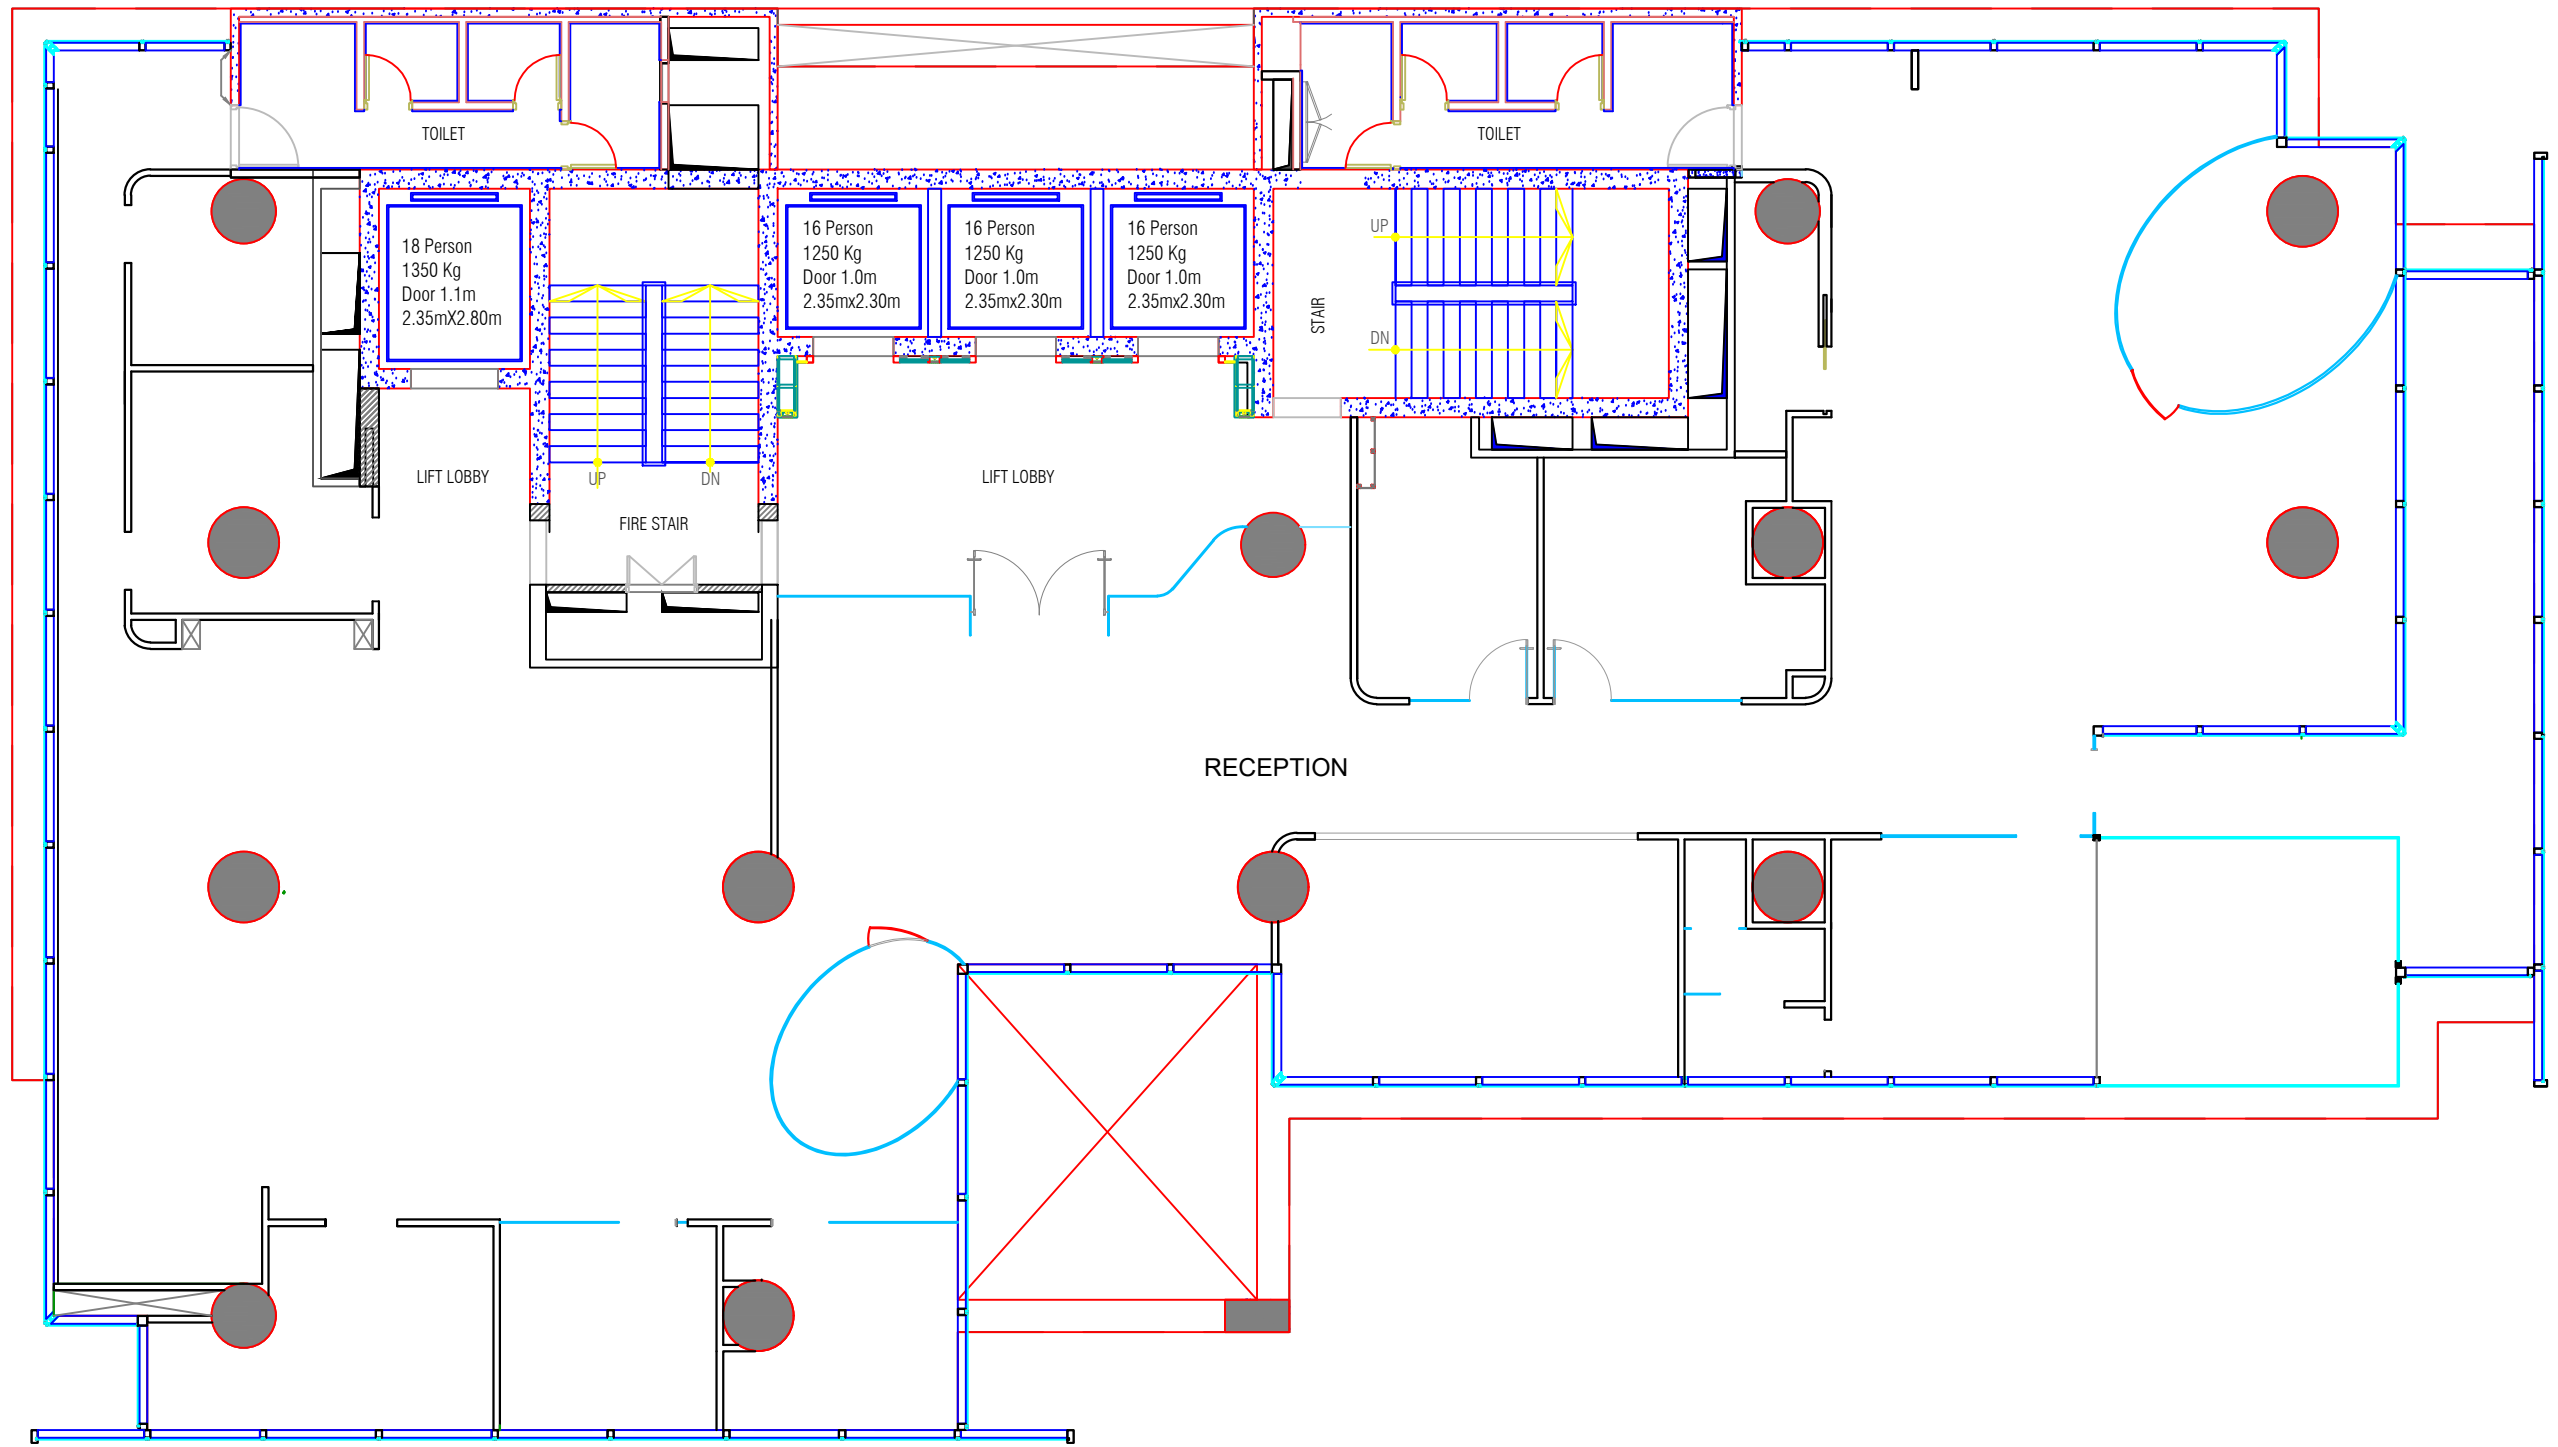 TOILET
TOILET
18 Person
1350 Kg
Door 1.1m
2.35mX2.80m
16 Person
1250 Kg
Door 1.0m
2.35mx2.30m
16 Person
1250 Kg
Door 1.0m
2.35mx2.30m
16 Person
1250 Kg
Door 1.0m
2.35mx2.30m
UP
STAIR
DN
LIFT LOBBY
UP
DN
LIFT LOBBY
FIRE STAIR
RECEPTION